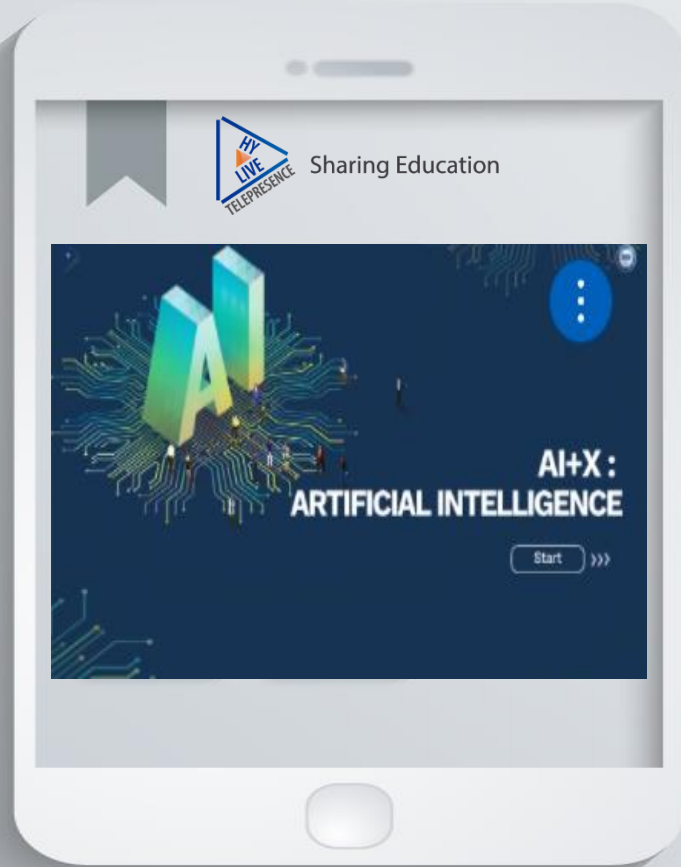 HY
LIVE
TELEPRESENCE
Sharing Education
AI
AI+X :
ARTIFICIAL INTELLIGENCE
Start >>>